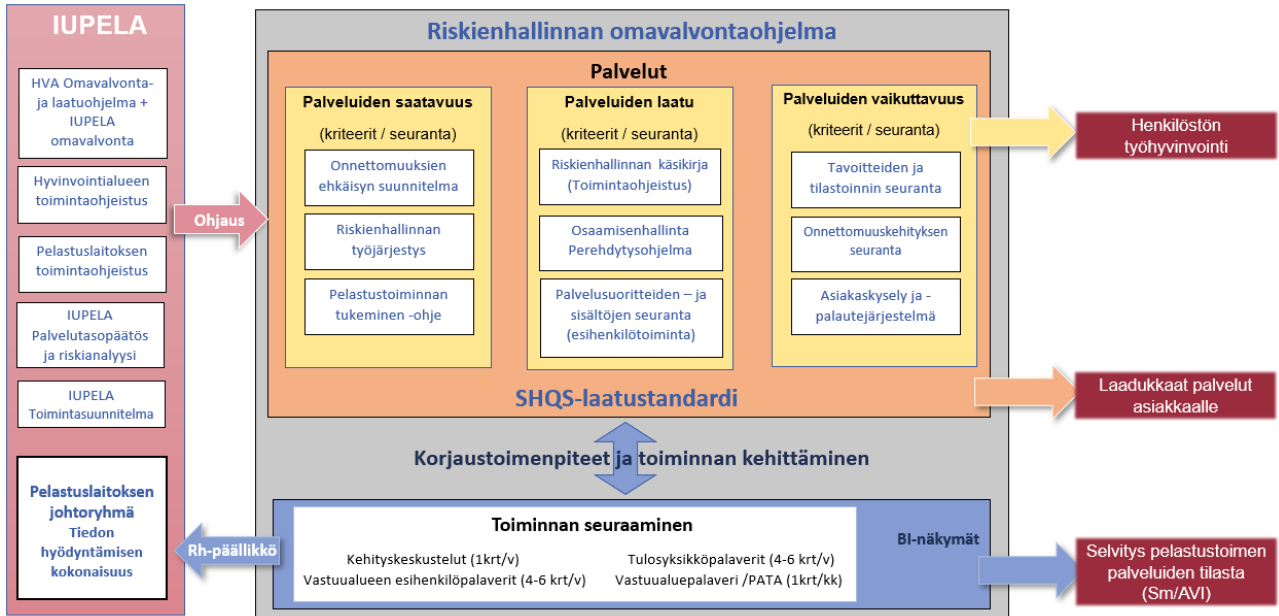 IUPELA
HVA Omavalvonta-
ja laatuohjelma +
IUPELA
omavalvonta
Hyvinvointialueen
toimintaohjeistus
Pelastuslaitoksen
toimintaohjeistus
IUPELA
Palvelutasopäätös
ja riskianalyysi
IUPELA
Toimintasuunnitelma
Pelastuslaitoksen
johtoryhmä
Tiedon
hyödyntämisen
kokonaisuus
Ohjaus
Rh-päällikkö
Riskienhallinnan omavalvontaohjelma
Palvelut
Palveluiden saatavuus
(kriteerit / seuranta)
Onnettomuuksien
ehkäisyn suunnitelma
Riskienhallinnan
työjärjestys
Pelastustoiminnan
tukeminen -ohje
Palveluiden laatu
(kriteerit / seuranta)
Riskienhallinnan käsikirja
(Toimintaohjeistus)
Osaamisenhallinta
Perehdytysohjelma
Palvelusuoritteiden – ja
sisältöjen seuranta
(esihenkilötoiminta)
Palveluiden vaikuttavuus
(kriteerit / seuranta)
Tavoitteiden ja
tilastoinnin seuranta
Onnettomuuskehityksen
seuranta
Asiakaskysely ja -
palautejärjestelmä
SHQS-laatustandardi
Korjaustoimenpiteet ja toiminnan kehittäminen
Toiminnan seuraaminen
Kehityskeskustelut (1krt/v)
Tulosyksikköpalaverit (4-6 krt/v)
Vastuualueen esihenkilöpalaverit (4-6 krt/v)
Vastuualuepalaveri /PATA (1krt/kk)
BI-näkymät
Henkilöstön
työhyvinvointi
Laadukkaat palvelut
asiakkaalle
Selvitys pelastustoimen
palveluiden tilasta
(Sm/AVI)